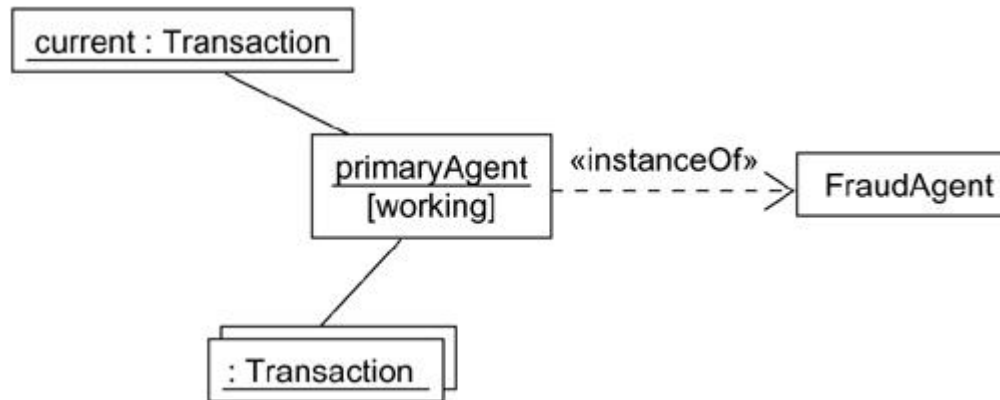 current : Transaction
primaryAgent
[working]
«instanceOf»
FraudAgent
: Transaction